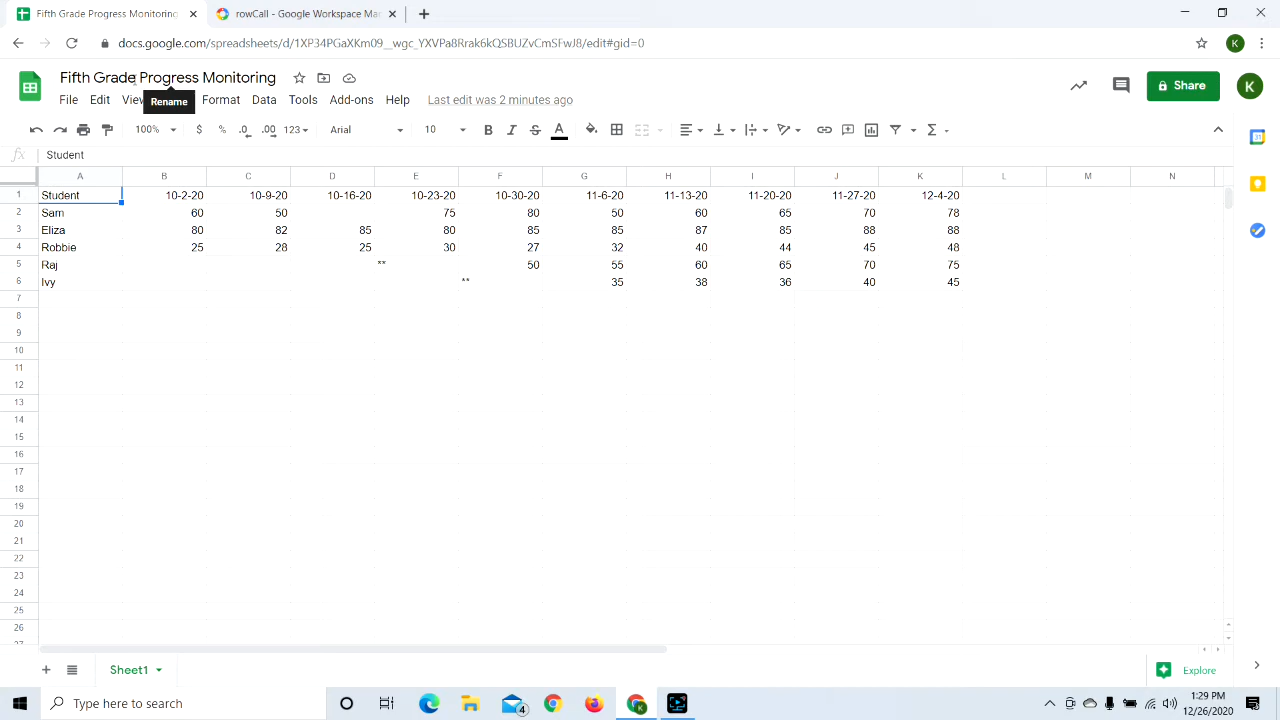 Fifth Grade Progress Monitoring
rowCall - Google Workspace Mar
docs.google.com/spreadsheets/d/1XP34PGaXKm09__wgc_YXVPa8Rrak6kQSBUZvCmSFwJ8/edit#gid=0
K
Fifth Grade Progress Monitoring
Share
K
File Edit View Format Data Tools Add-ons Help Last edit was 2 minutes ago
Rename
100% $ % .0 .00 123 Arial 10 B I S A Σ
31
fx Student
A B C D E F G H I J K L M N
1 Student 10-2-20 10-9-20 10-16-20 10-23-20 10-30-20 11-6-20 11-13-20 11-20-20 11-27-20 12-4-20
2 Sam 60 50 75 80 50 60 65 70 78
3 Eliza 80 82 85 80 85 85 87 85 88 88
4 Robbie 25 28 25 30 27 32 40 44 45 48
5 Raj ** 50 55 60 65 70 75
6 Ivy ** 35 38 36 40 45
7
8
9
10
11
12
13
14
15
16
17
18
19
20
21
22
23
24
25
26
27
Sheet1
Explore
Type here to search
4
K
1:29 PM
12/26/2020